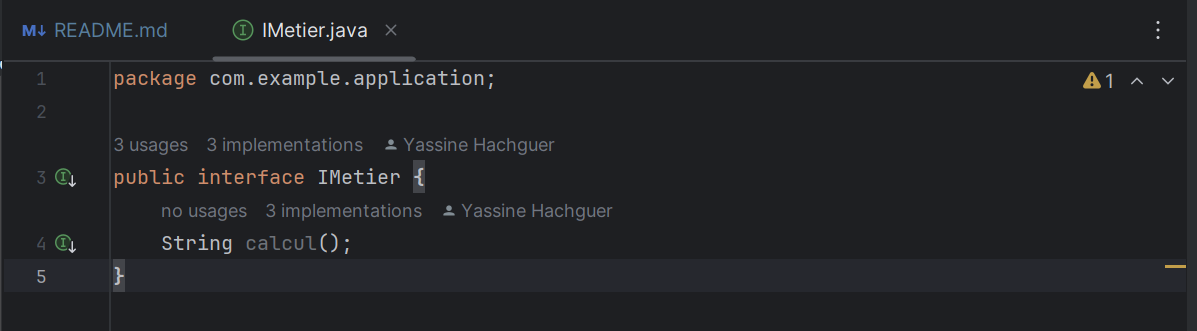 M↓ README.md IMetier.java
1 package com.example.application; 1
2
3 usages 3 implementations Yassine Hachguer
3 public interface IMetier {
no usages 3 implementations Yassine Hachguer
4 String calcul();
5 }